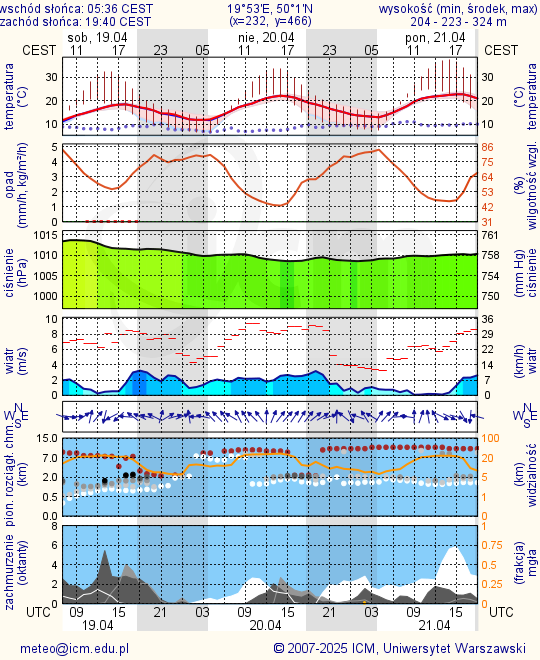 wschód słońca: 05:36 CEST 19°53'E, 50°1'N wysokość (min, środek, max)
zachód słońca: 19:40 CEST (x=232, y=466) 204 - 223 - 324 m
sob, 19.04 nie, 20.04 pon, 21.04
CEST 11 17 23 05 11 17 23 05 11 17 CEST
temperatura (°C)
30
20
10
30
20
10
temperatura (°C)
opad (mm/h, kg/m²/h)
5
4
3
2
1
0
86
75
64
53
42
31
(%) wilgotność wzgl.
ciśnienie (hPa)
1015
1010
1005
1000
761
758
754
750
(mm Hg) ciśnienie
wiatr (m/s)
10
8
6
4
2
0
36
29
22
14
7
0
(km/h) wiatr
N
W E
S
N
W E
S
pion. rozciągł. chm. (km)
15.0
7.0
2.0
0.5
0.0
100
20
5
1
0
(km) widzialność
zachmurzenie (oktanty)
8
6
4
2
0
1
0.75
0.5
0.25
0
(frakcja) mgła
UTC 09 15 21 03 09 15 21 03 09 15 UTC
19.04 20.04 21.04
meteo@icm.edu.pl © 2007-2025 ICM, Uniwersytet Warszawski